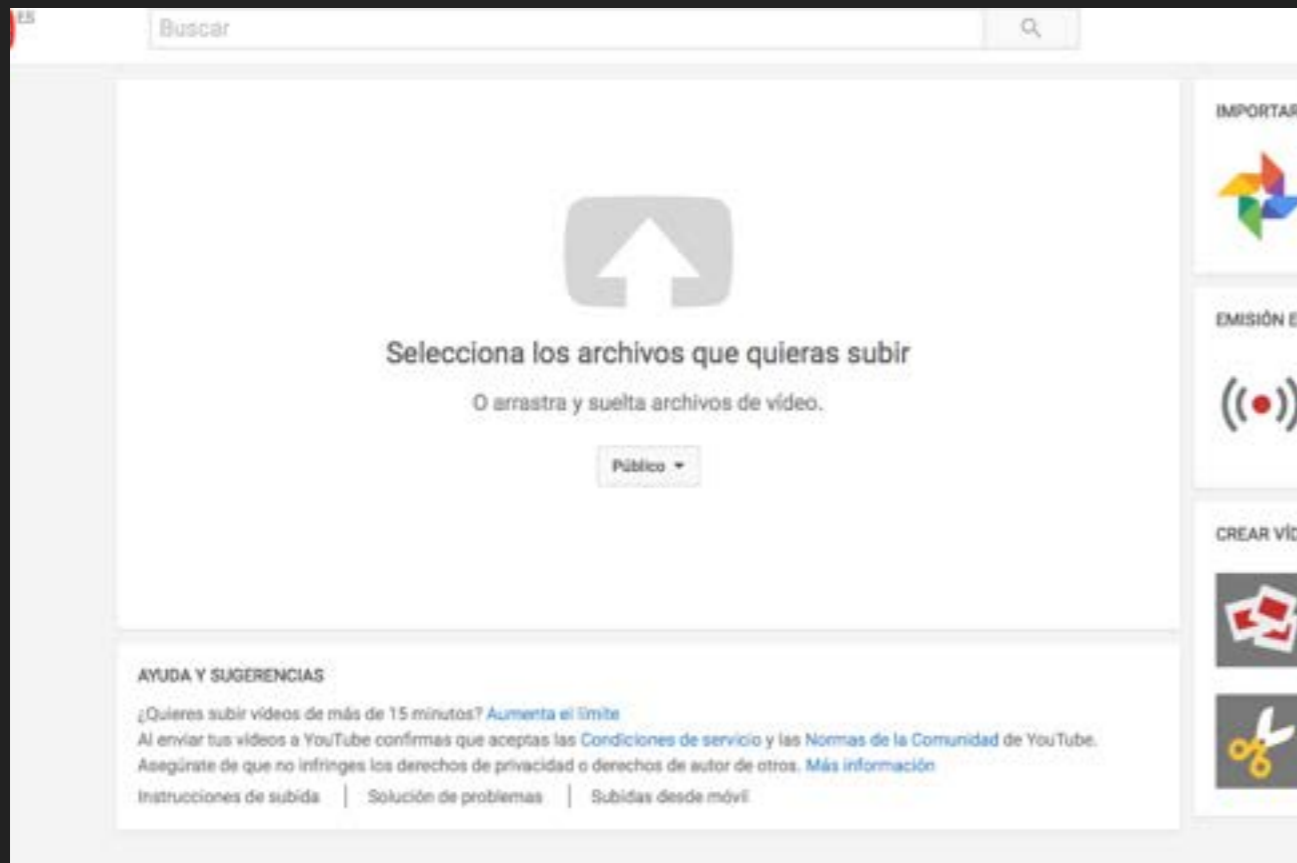 ES
Buscar
IMPORTAR
Selecciona los archivos que quieras subir
O arrastra y suelta archivos de vídeo.
Público
EMISIÓN E
CREAR VÍD
AYUDA Y SUGERENCIAS
¿Quieres subir vídeos de más de 15 minutos? Aumenta el límite
Al enviar tus vídeos a YouTube confirmas que aceptas las Condiciones de servicio y las Normas de la Comunidad de YouTube.
Asegúrate de que no infringes los derechos de privacidad o derechos de autor de otros. Más información
Instrucciones de subida | Solución de problemas | Subidas desde móvil